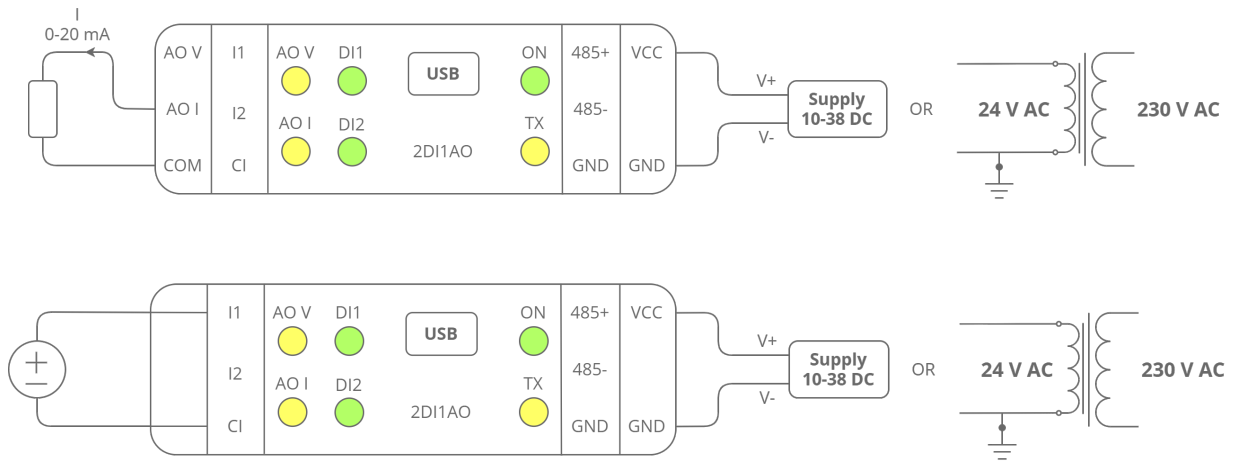 I
0-20 mA
AO V I1 AO V DI1 USB ON 485+ VCC
AO I I2 485-
AO I DI2 2DI1AO TX
COM CI GND GND
V+
Supply
10-38 DC
V-
OR
24 V AC
230 V AC
I1 AO V DI1 USB ON 485+ VCC
I2 485-
AO I DI2 2DI1AO TX
CI GND GND
V+
Supply
10-38 DC
V-
OR
24 V AC
230 V AC